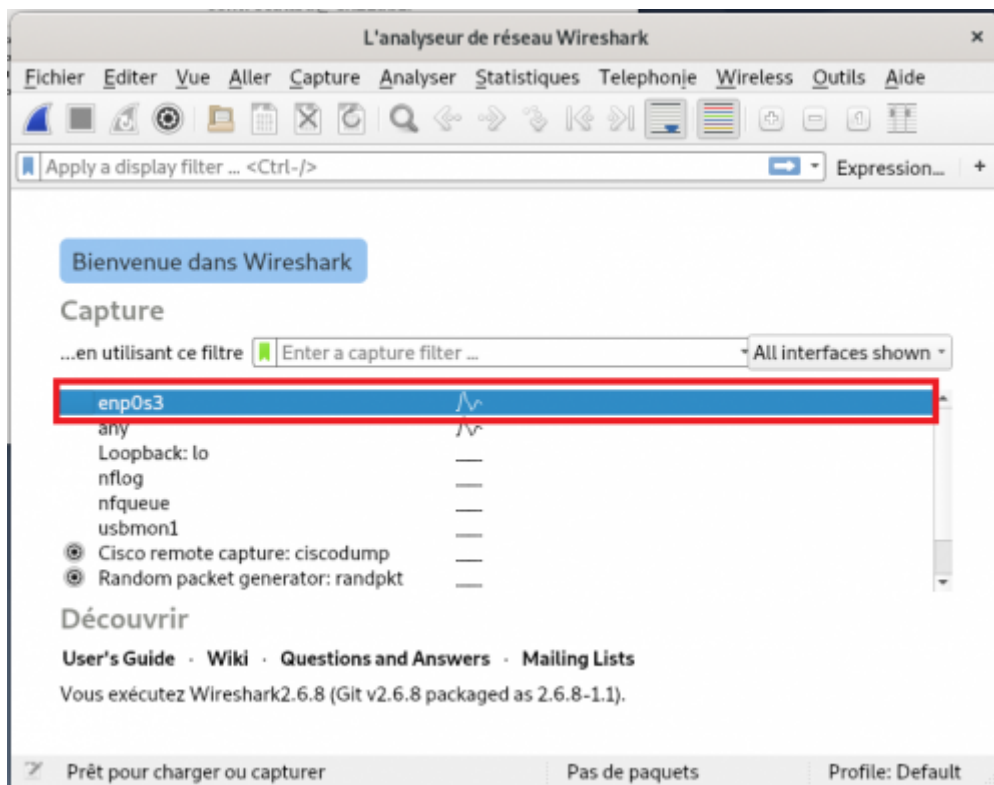 L'analyseur de réseau Wireshark ×
Fichier Editer Vue Aller Capture Analyser Statistiques Telephonie Wireless Outils Aide
Apply a display filter ... <Ctrl-/> Expression... +
Bienvenue dans Wireshark
Capture
...en utilisant ce filtre Enter a capture filter ... All interfaces shown
enp0s3
any
Loopback: lo
nflog
nfqueue
usbmon1
Cisco remote capture: ciscodump
Random packet generator: randpkt
Découvrir
User's Guide · Wiki · Questions and Answers · Mailing Lists
Vous exécutez Wireshark2.6.8 (Git v2.6.8 packaged as 2.6.8-1.1).
Prêt pour charger ou capturer Pas de paquets Profile: Default